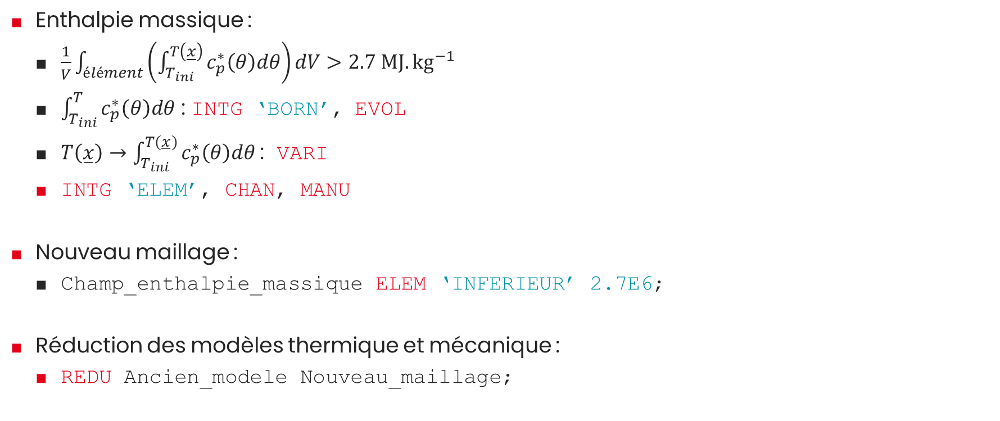 Enthalpie massique :
$\frac{1}{V}\int_{élément}\left(\int_{T_{ini}}^{T(\underline{x})} c_p^*(\theta)d\theta\right)dV > 2.7\ \mathrm{MJ.kg}^{-1}$
$\int_{T_{ini}}^{T} c_p^*(\theta)d\theta$ : INTG ‘BORN’, EVOL
$T(\underline{x}) \rightarrow \int_{T_{ini}}^{T(\underline{x})} c_p^*(\theta)d\theta$ : VARI
INTG ‘ELEM’, CHAN, MANU
Nouveau maillage :
Champ_enthalpie_massique ELEM ‘INFERIEUR’ 2.7E6;
Réduction des modèles thermique et mécanique :
REDU Ancien_modele Nouveau_maillage;